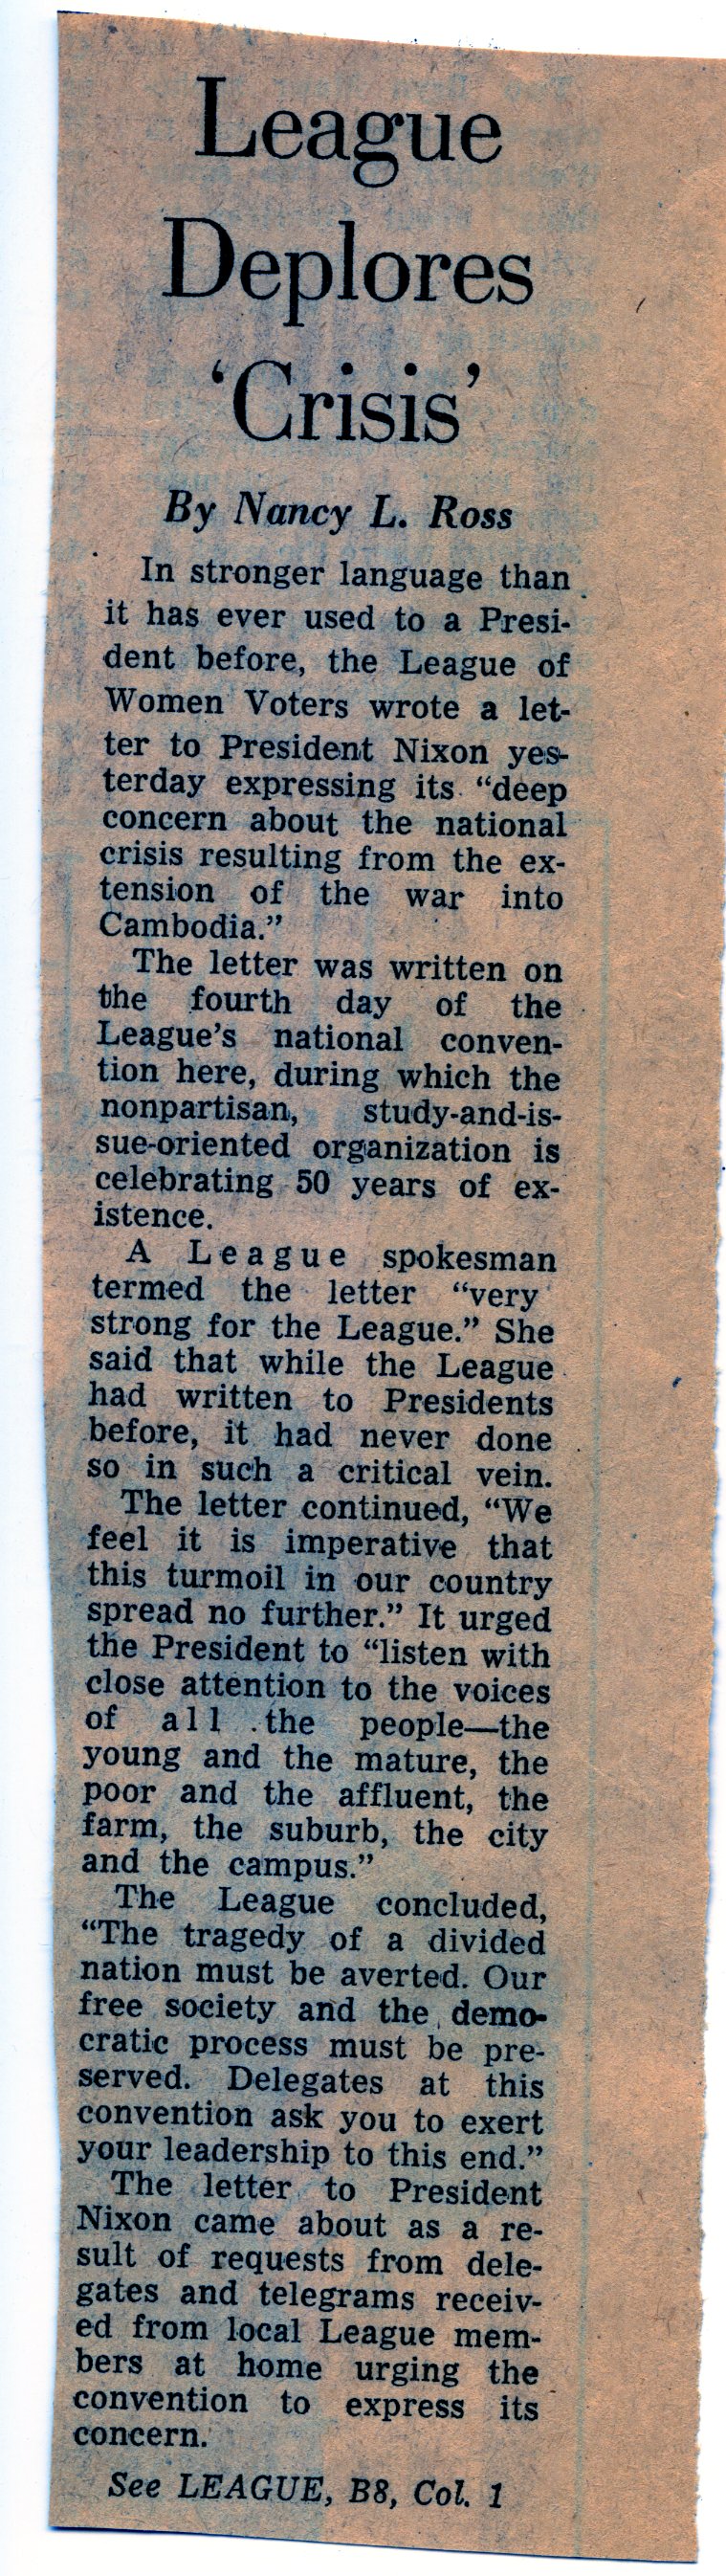 League
Deplores
‘Crisis’
By Nancy L. Ross
In stronger language than
it has ever used to a Presi-
dent before, the League of
Women Voters wrote a let-
ter to President Nixon yes-
terday expressing its “deep
concern about the national
crisis resulting from the ex-
tension of the war into
Cambodia.”
The letter was written on
the fourth day of the
League’s national conven-
tion here, during which the
nonpartisan, study-and-is-
sue-oriented organization is
celebrating 50 years of ex-
istence.
A League spokesman
termed the letter “very
strong for the League.” She
said that while the League
had written to Presidents
before, it had never done
so in such a critical vein.
The letter continued, “We
feel it is imperative that
this turmoil in our country
spread no further.” It urged
the President to “listen with
close attention to the voices
of all the people—the
young and the mature, the
poor and the affluent, the
farm, the suburb, the city
and the campus.”
The League concluded,
“The tragedy of a divided
nation must be averted. Our
free society and the demo-
cratic process must be pre-
served. Delegates at this
convention ask you to exert
your leadership to this end.”
The letter to President
Nixon came about as a re-
sult of requests from dele-
gates and telegrams receiv-
ed from local League mem-
bers at home urging the
convention to express its
concern.
See LEAGUE, B8, Col. 1